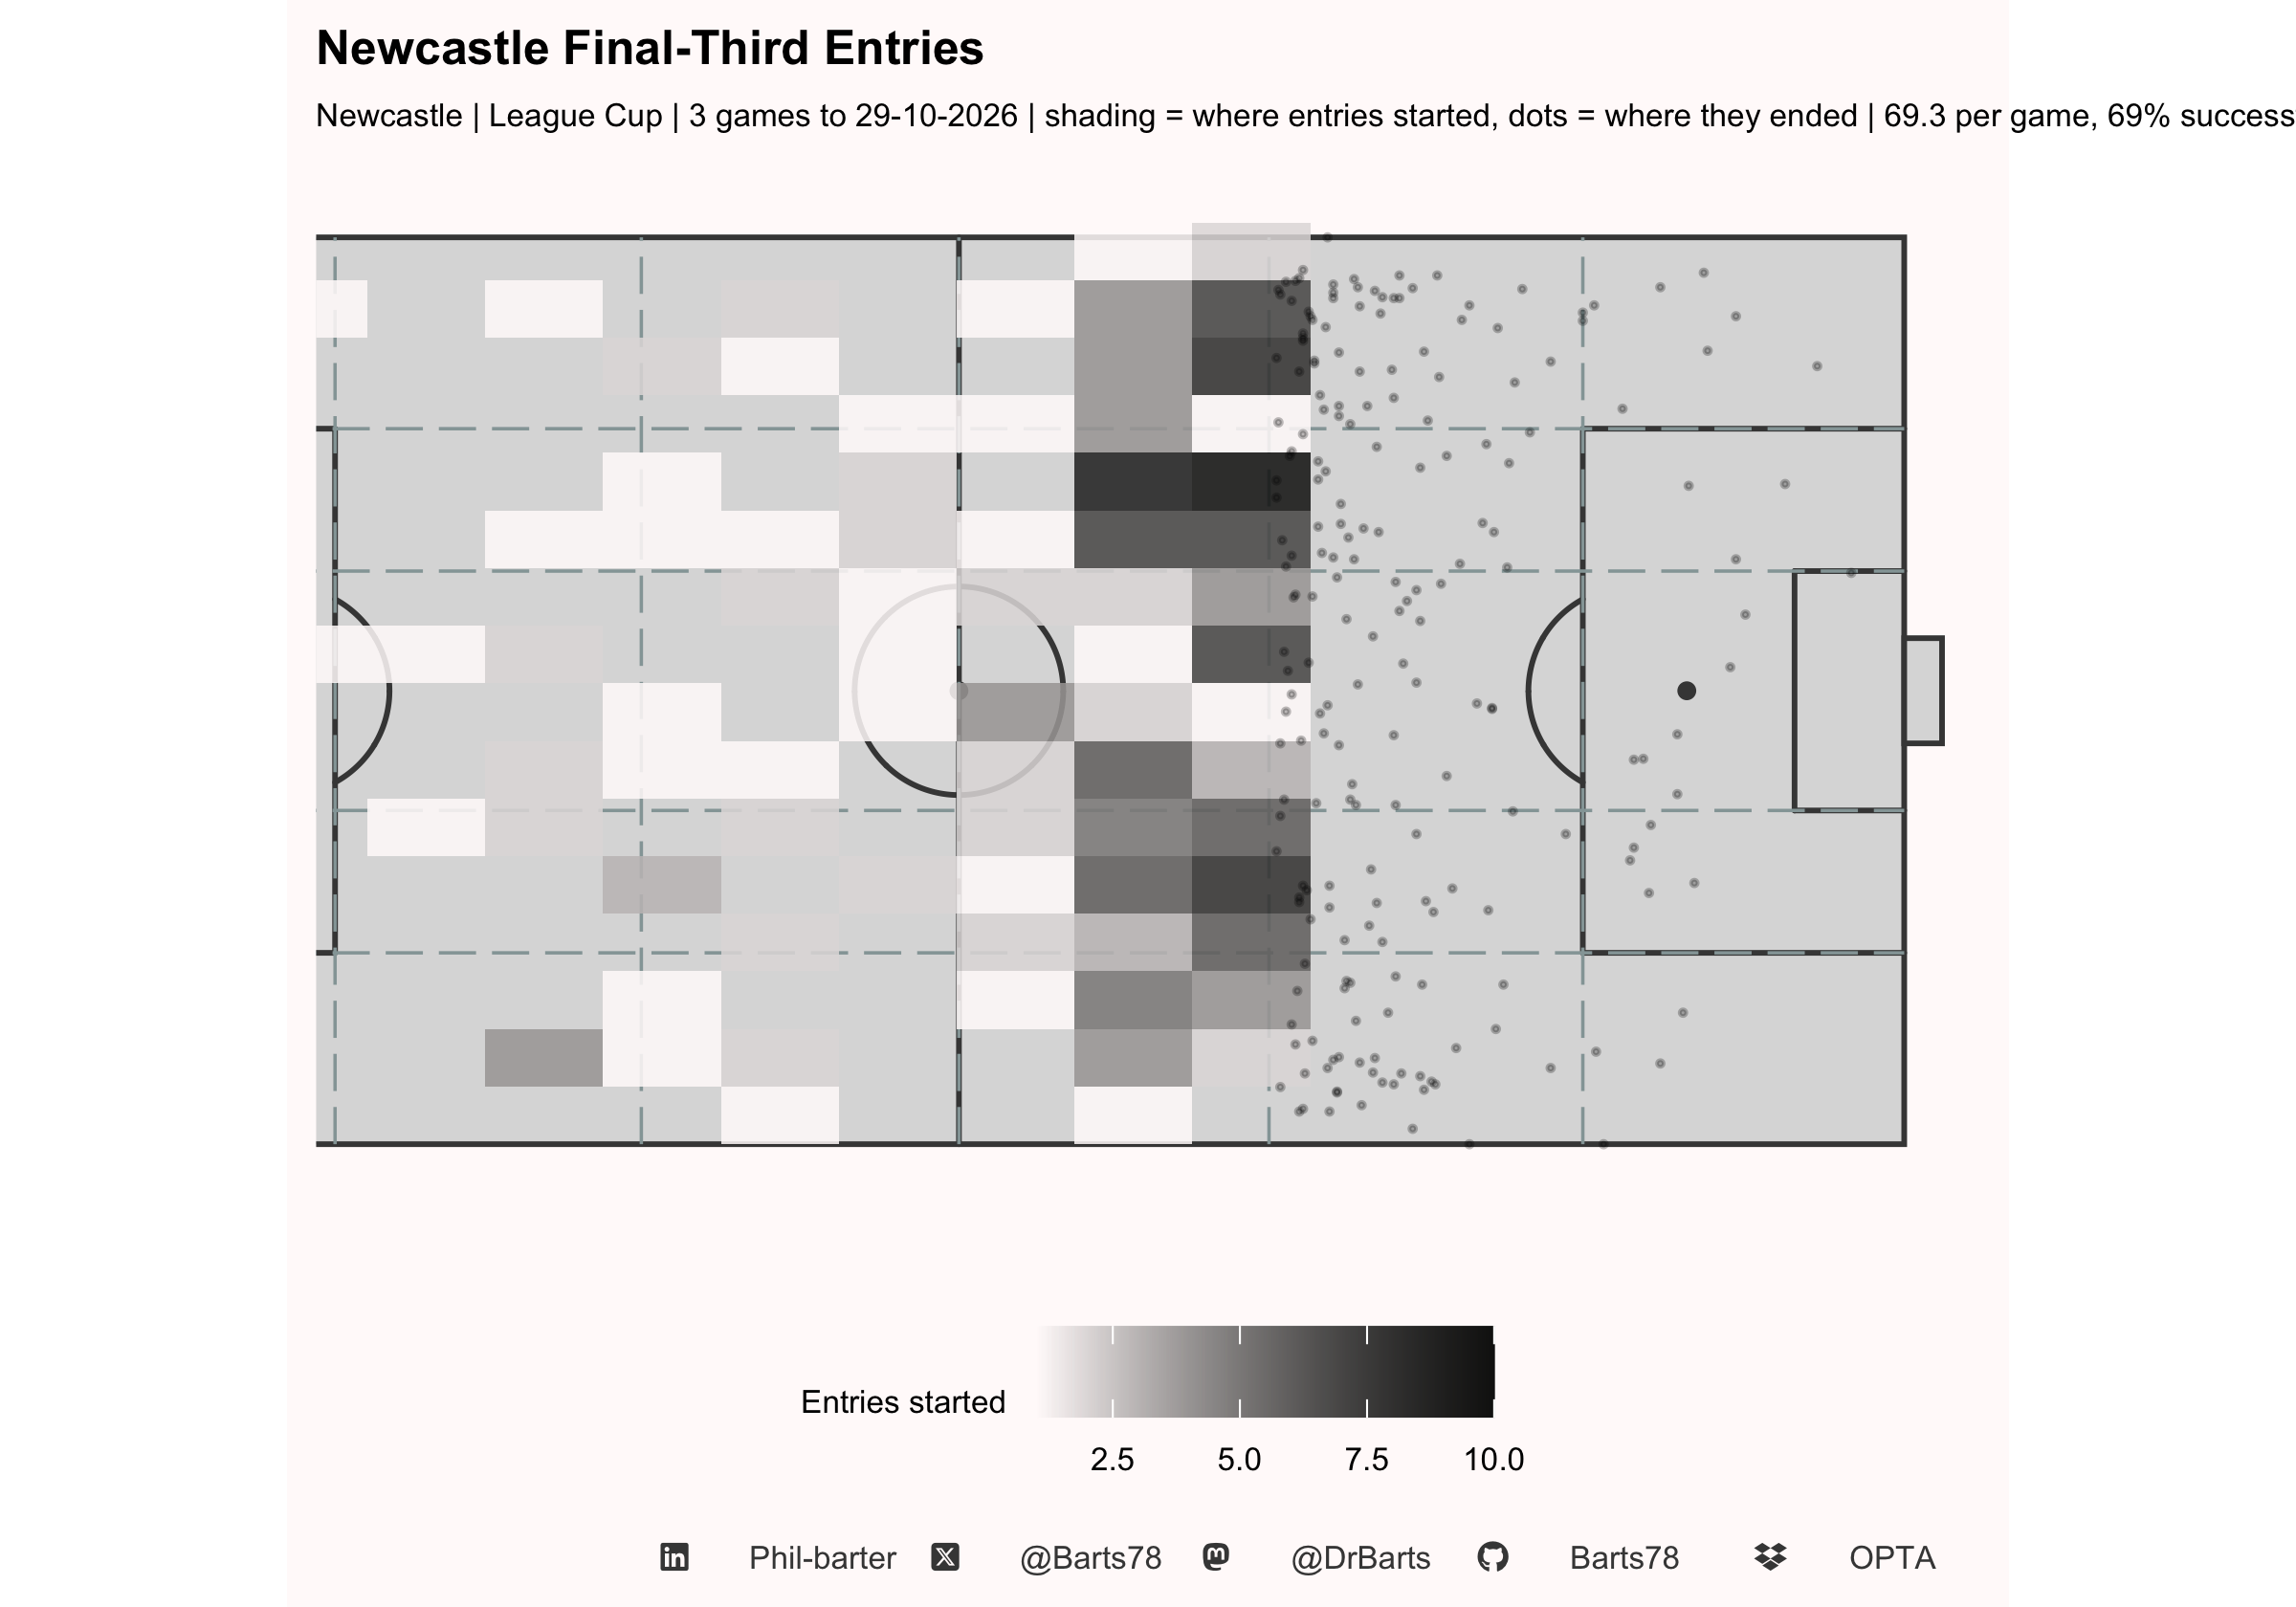 Newcastle Final-Third Entries
Newcastle | League Cup | 3 games to 29-10-2026 | shading = where entries started, dots = where they ended | 69.3 per game, 69% success
Entries started
2.5 5.0 7.5 10.0
Phil-barter @Barts78 @DrBarts Barts78 OPTA